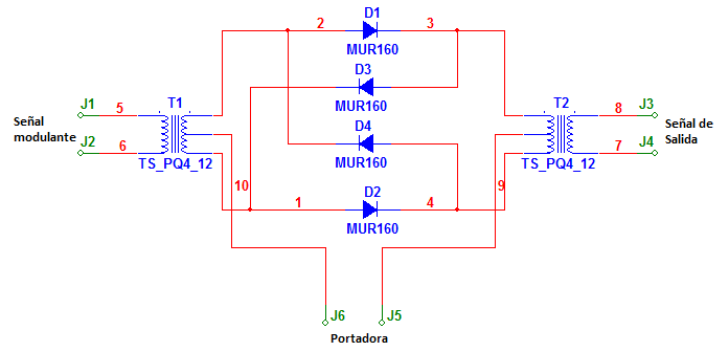 D1
2
3
MUR160
D3
MUR160
J1
5
T1
Señal
modulante
J2
6
TS_PQ4_12
D4
MUR160
T2
8
J3
Señal de
Salida
J4
7
TS_PQ4_12
10
9
D2
1
4
MUR160
J6
J5
Portadora